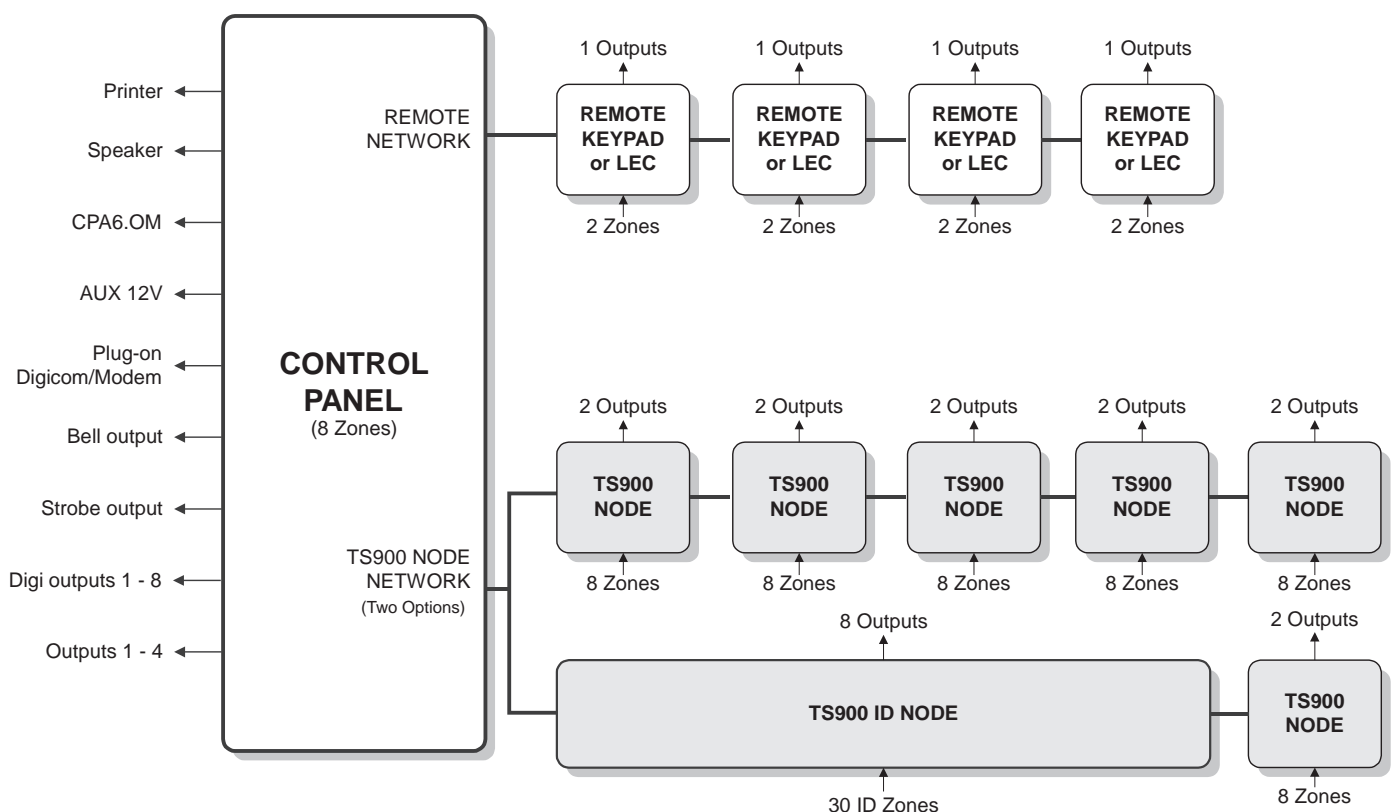 Printer
Speaker
CPA6.OM
AUX 12V
Plug-on
Digicom/Modem
Bell output
Strobe output
Digi outputs 1 - 8
Outputs 1 - 4
CONTROL
PANEL
(8 Zones)
REMOTE
NETWORK
TS900 NODE
NETWORK
(Two Options)
1 Outputs
REMOTE
KEYPAD
or LEC
2 Zones
1 Outputs
REMOTE
KEYPAD
or LEC
2 Zones
1 Outputs
REMOTE
KEYPAD
or LEC
2 Zones
1 Outputs
REMOTE
KEYPAD
or LEC
2 Zones
2 Outputs
TS900
NODE
8 Zones
2 Outputs
TS900
NODE
8 Zones
2 Outputs
TS900
NODE
8 Zones
2 Outputs
TS900
NODE
8 Zones
2 Outputs
TS900
NODE
8 Zones
8 Outputs
TS900 ID NODE
30 ID Zones
2 Outputs
TS900
NODE
8 Zones